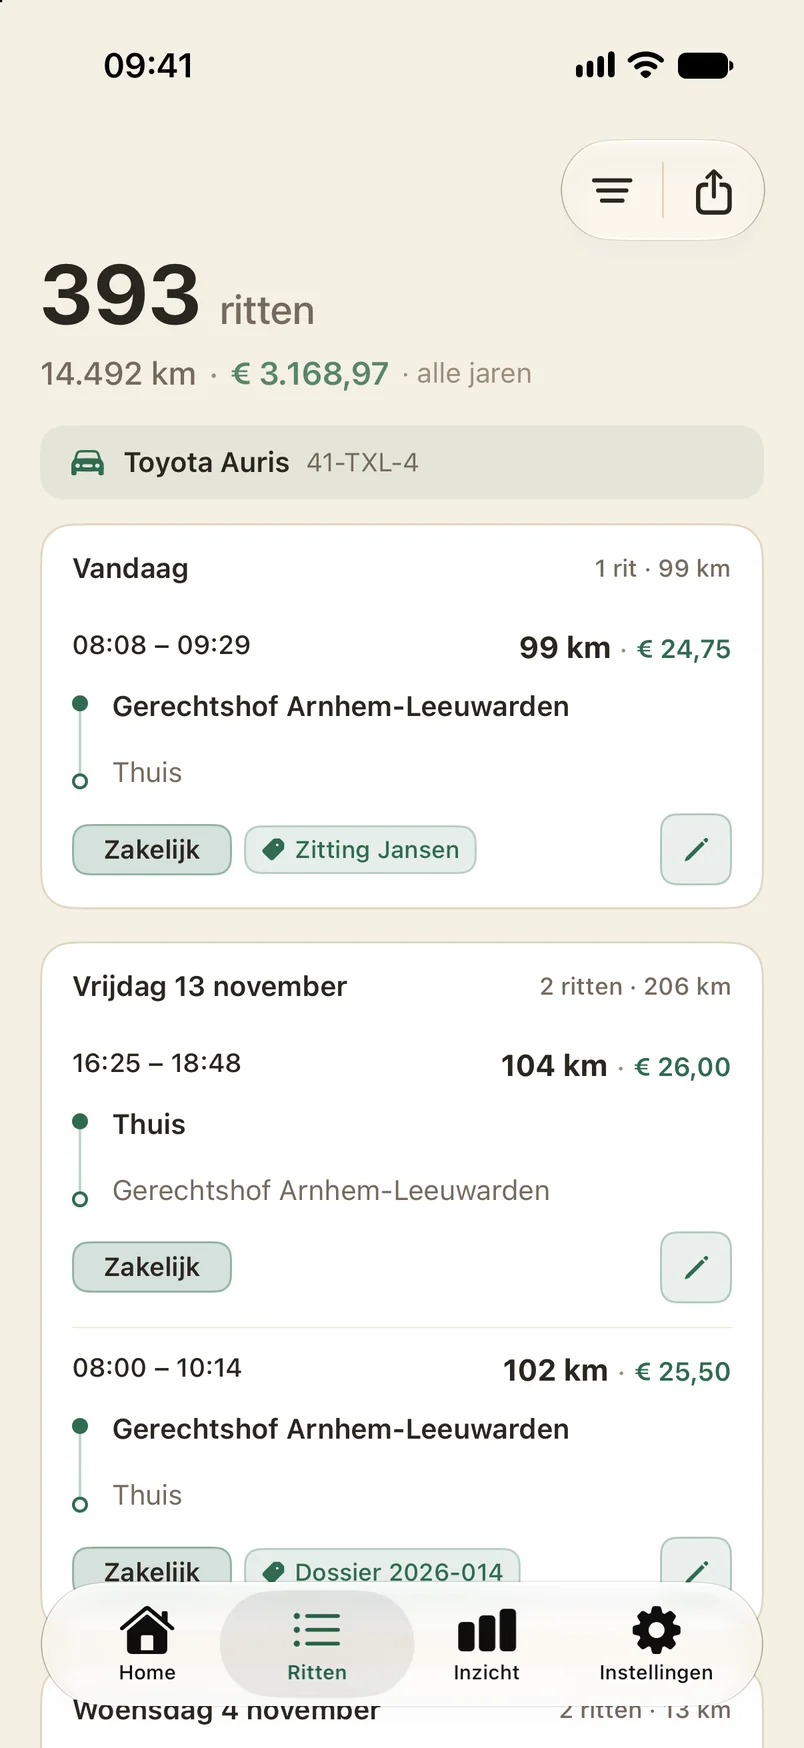 09:41
393 ritten
14.492 km · € 3.168,97 · alle jaren
Toyota Auris 41-TXL-4
Vandaag 1 rit · 99 km
08:08 – 09:29 99 km · € 24,75
Gerechtshof Arnhem-Leeuwarden
Thuis
Zakelijk Zitting Jansen
Vrijdag 13 november 2 ritten · 206 km
16:25 – 18:48 104 km · € 26,00
Thuis
Gerechtshof Arnhem-Leeuwarden
Zakelijk
08:00 – 10:14 102 km · € 25,50
Gerechtshof Arnhem-Leeuwarden
Thuis
Zakelijk Dossier 2026-014
Home Ritten Inzicht Instellingen
Woensdag 4 november 2 ritten · 13 km